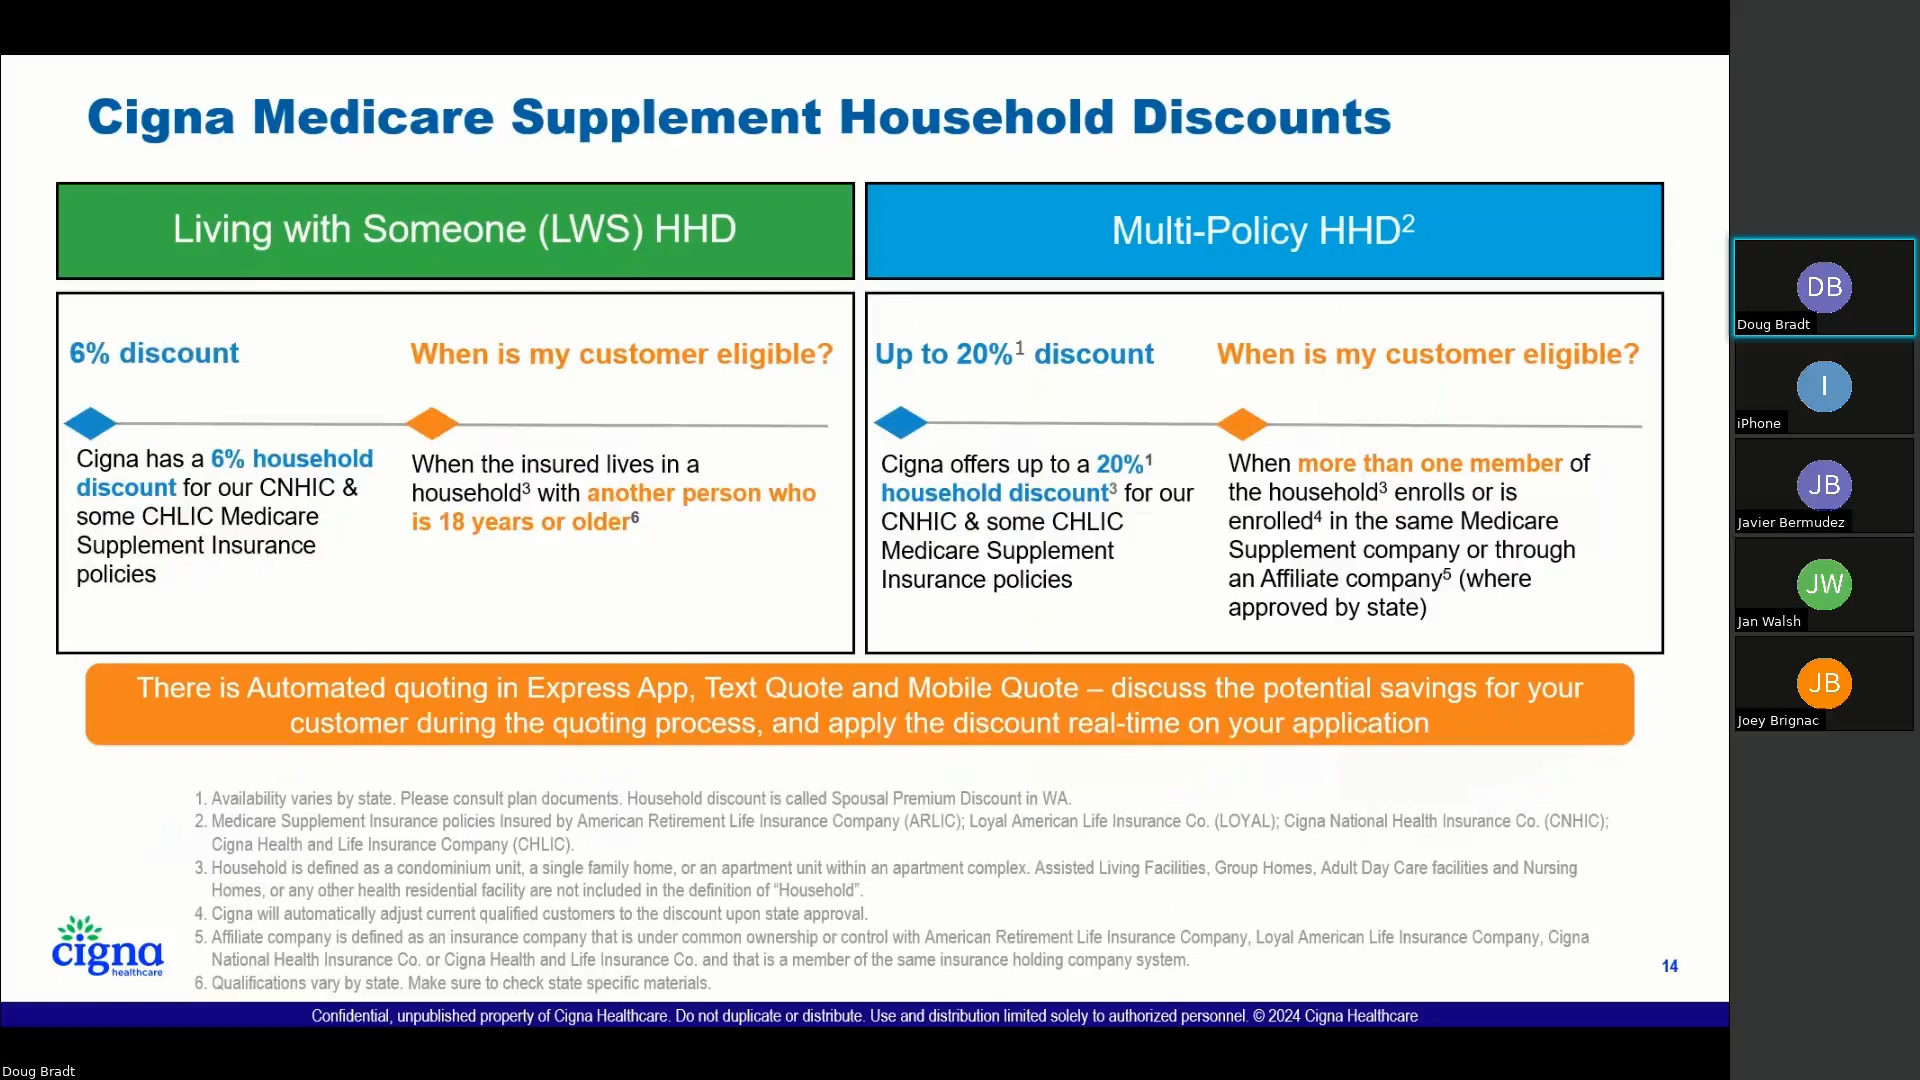 Cigna Medicare Supplement Household Discounts
Living with Someone (LWS) HHD
Multi-Policy HHD²
6% discount
When is my customer eligible?
Cigna has a 6% household
discount for our CNHIC &
some CHLIC Medicare
Supplement Insurance
policies
When the insured lives in a
household³ with another person who
is 18 years or older⁶
Up to 20%¹ discount
When is my customer eligible?
Cigna offers up to a 20%¹
household discount³ for our
CNHIC & some CHLIC
Medicare Supplement
Insurance policies
When more than one member of
the household³ enrolls or is
enrolled⁴ in the same Medicare
Supplement company or through
an Affiliate company⁵ (where
approved by state)
There is Automated quoting in Express App, Text Quote and Mobile Quote – discuss the potential savings for your
customer during the quoting process, and apply the discount real-time on your application
1. Availability varies by state. Please consult plan documents. Household discount is called Spousal Premium Discount in WA.
2. Medicare Supplement Insurance policies Insured by American Retirement Life Insurance Company (ARLIC); Loyal American Life Insurance Co. (LOYAL); Cigna National Health Insurance Co. (CNHIC);
Cigna Health and Life Insurance Company (CHLIC).
3. Household is defined as a condominium unit, a single family home, or an apartment unit within an apartment complex. Assisted Living Facilities, Group Homes, Adult Day Care facilities and Nursing
Homes, or any other health residential facility are not included in the definition of “Household”.
4. Cigna will automatically adjust current qualified customers to the discount upon state approval.
5. Affiliate company is defined as an insurance company that is under common ownership or control with American Retirement Life Insurance Company, Loyal American Life Insurance Company, Cigna
National Health Insurance Co. or Cigna Health and Life Insurance Co. and that is a member of the same insurance holding company system.
6. Qualifications vary by state. Make sure to check state specific materials.
cigna
healthcare
14
Confidential, unpublished property of Cigna Healthcare. Do not duplicate or distribute. Use and distribution limited solely to authorized personnel. © 2024 Cigna Healthcare
Doug Bradt
DB
Doug Bradt
I
iPhone
JB
Javier Bermudez
JW
Jan Walsh
JB
Joey Brignac